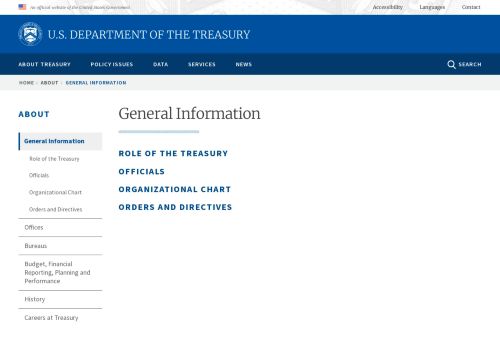 An official website of the United States Government
Accessibility Languages Contact
U.S. DEPARTMENT OF THE TREASURY
ABOUT TREASURY POLICY ISSUES DATA SERVICES NEWS SEARCH
HOME › ABOUT › GENERAL INFORMATION
ABOUT
General Information
Role of the Treasury
Officials
Organizational Chart
Orders and Directives
Offices
Bureaus
Budget, Financial
Reporting, Planning and
Performance
History
Careers at Treasury
General Information
ROLE OF THE TREASURY
OFFICIALS
ORGANIZATIONAL CHART
ORDERS AND DIRECTIVES